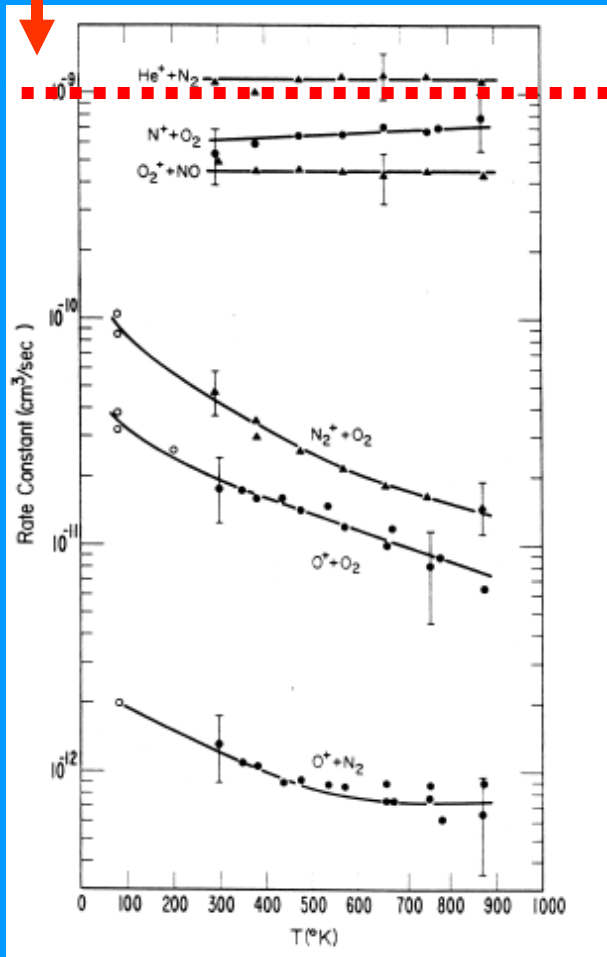 He⁺+N₂
10⁻⁹
N⁺+O₂
O₂⁺+NO
10⁻¹⁰
Rate Constant (cm³/sec)
N₂⁺+O₂
10⁻¹¹
O⁺+O₂
O⁺+N₂
10⁻¹²
0 100 200 300 400 500 600 700 800 900 1000
T(°K)